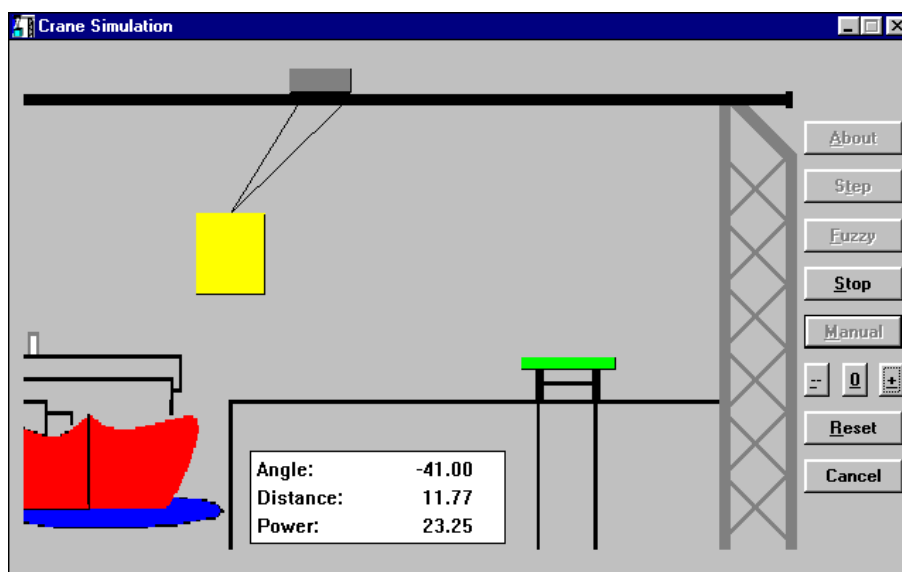 Crane Simulation
About
Step
Fuzzy
Stop
Manual
-- 0 +
Reset
Cancel
Angle: -41.00
Distance: 11.77
Power: 23.25